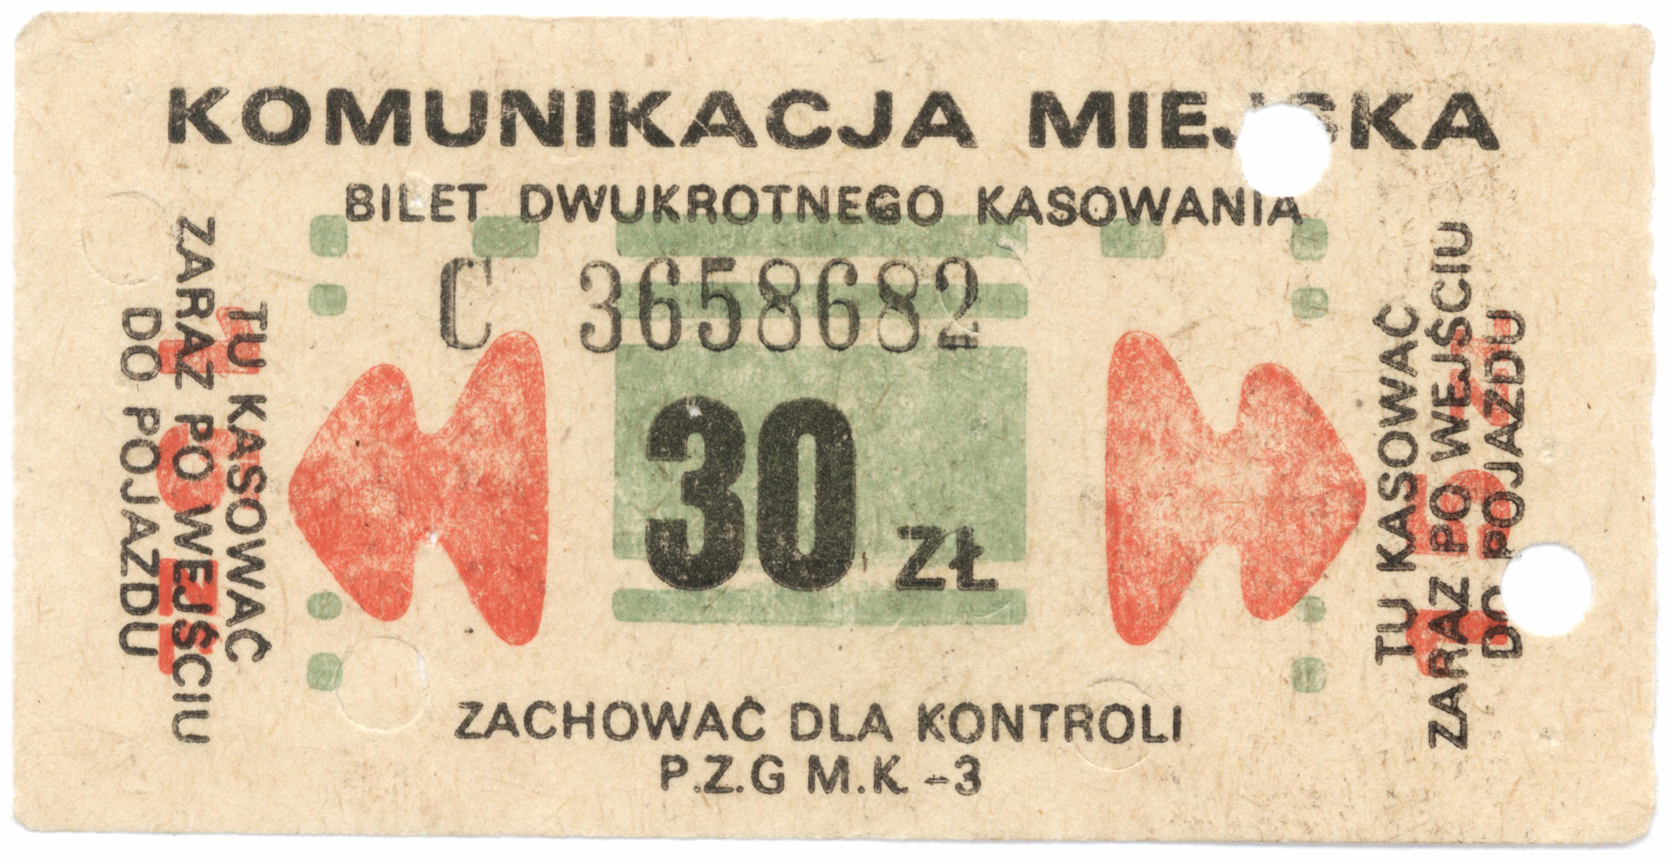 KOMUNIKACJA MIEJSKA
BILET DWUKROTNEGO KASOWANIA
C 3658682
30 ZŁ
TU KASOWAĆ
ZARAZ PO WEJŚCIU
DO POJAZDU
TU KASOWAĆ
ZARAZ PO WEJŚCIU
DO POJAZDU
ZACHOWAĆ DLA KONTROLI
P.Z.G M.K. -3